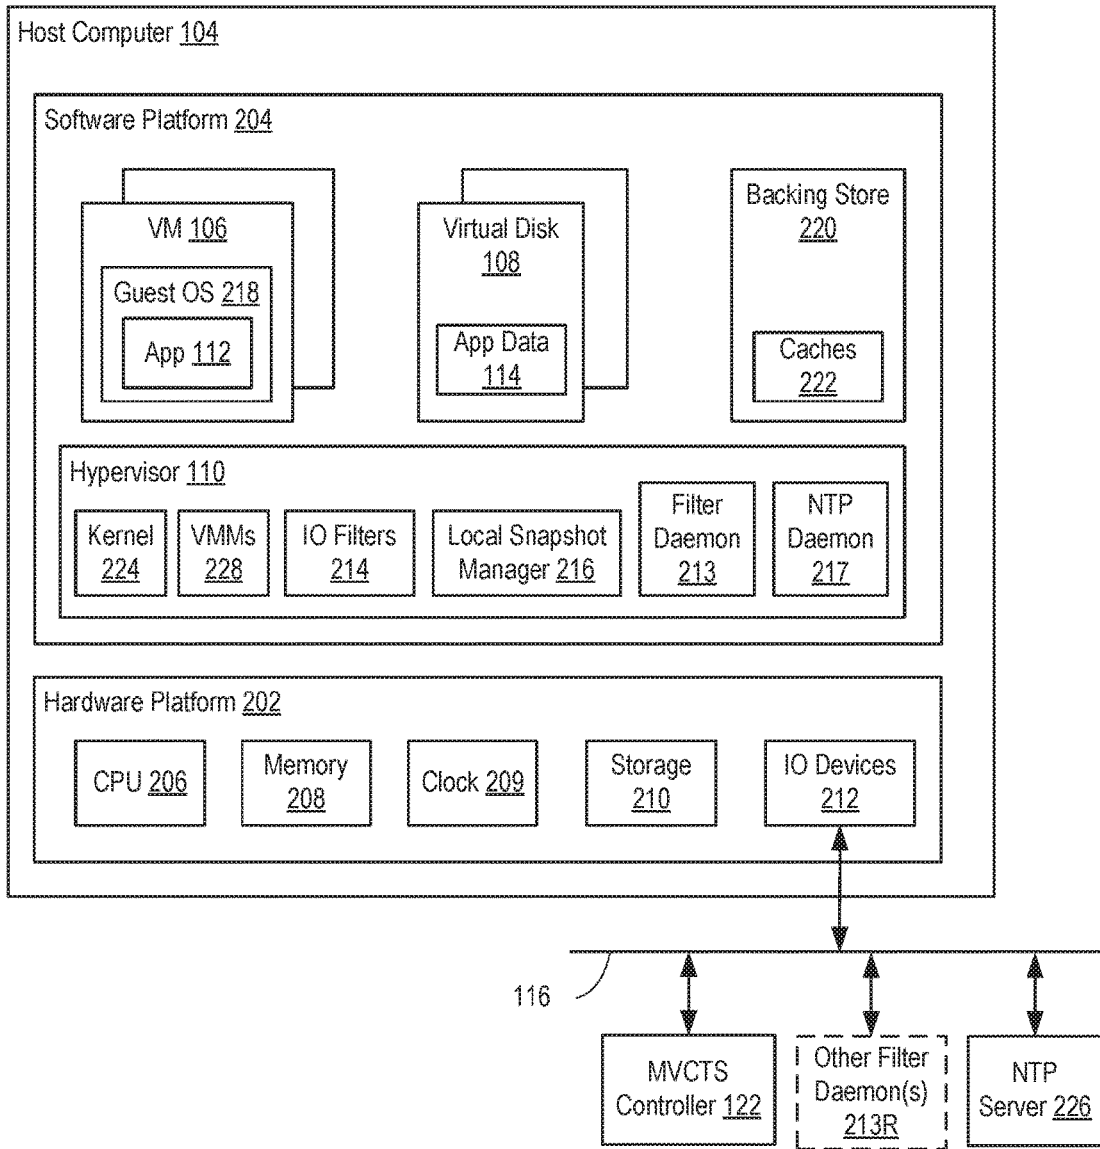 Host Computer 104
Software Platform 204
VM 106
Guest OS 218
App 112
Virtual Disk
108
App Data
114
Backing Store
220
Caches
222
Hypervisor 110
Kernel
224
VMMs
228
IO Filters
214
Local Snapshot
Manager 216
Filter
Daemon
213
NTP
Daemon
217
Hardware Platform 202
CPU 206
Memory
208
Clock 209
Storage
210
IO Devices
212
116
MVCTS
Controller 122
Other Filter
Daemon(s)
213R
NTP
Server 226